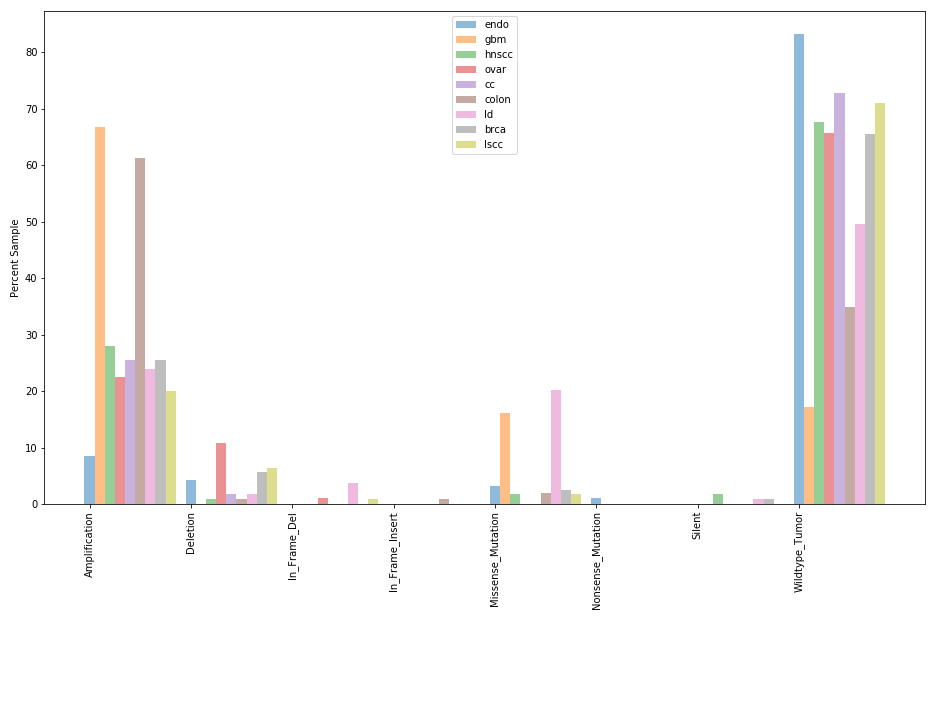 endo
gbm
hnscc
ovar
cc
colon
ld
brca
lscc
Percent Sample
80
70
60
50
40
30
20
10
0
Amplification
Deletion
In_Frame_Del
In_Frame_Insert
Missense_Mutation
Nonsense_Mutation
Silent
Wildtype_Tumor